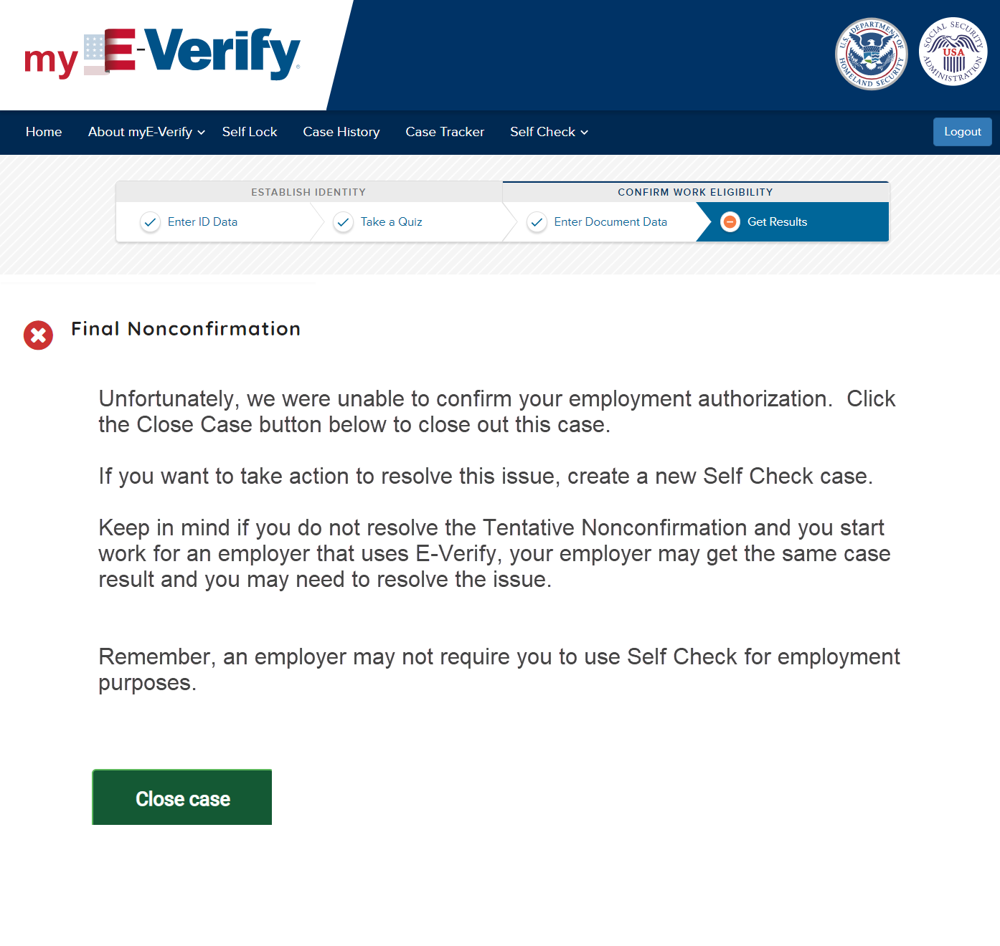 my E-Verify
U.S. DEPARTMENT OF HOMELAND SECURITY
SOCIAL SECURITY ADMINISTRATION
USA
Home About myE-Verify Self Lock Case History Case Tracker Self Check Logout
ESTABLISH IDENTITY CONFIRM WORK ELIGIBILITY
Enter ID Data Take a Quiz Enter Document Data Get Results
Final Nonconfirmation
Unfortunately, we were unable to confirm your employment authorization.  Click
the Close Case button below to close out this case.
If you want to take action to resolve this issue, create a new Self Check case.
Keep in mind if you do not resolve the Tentative Nonconfirmation and you start
work for an employer that uses E-Verify, your employer may get the same case
result and you may need to resolve the issue.
Remember, an employer may not require you to use Self Check for employment
purposes.
Close case